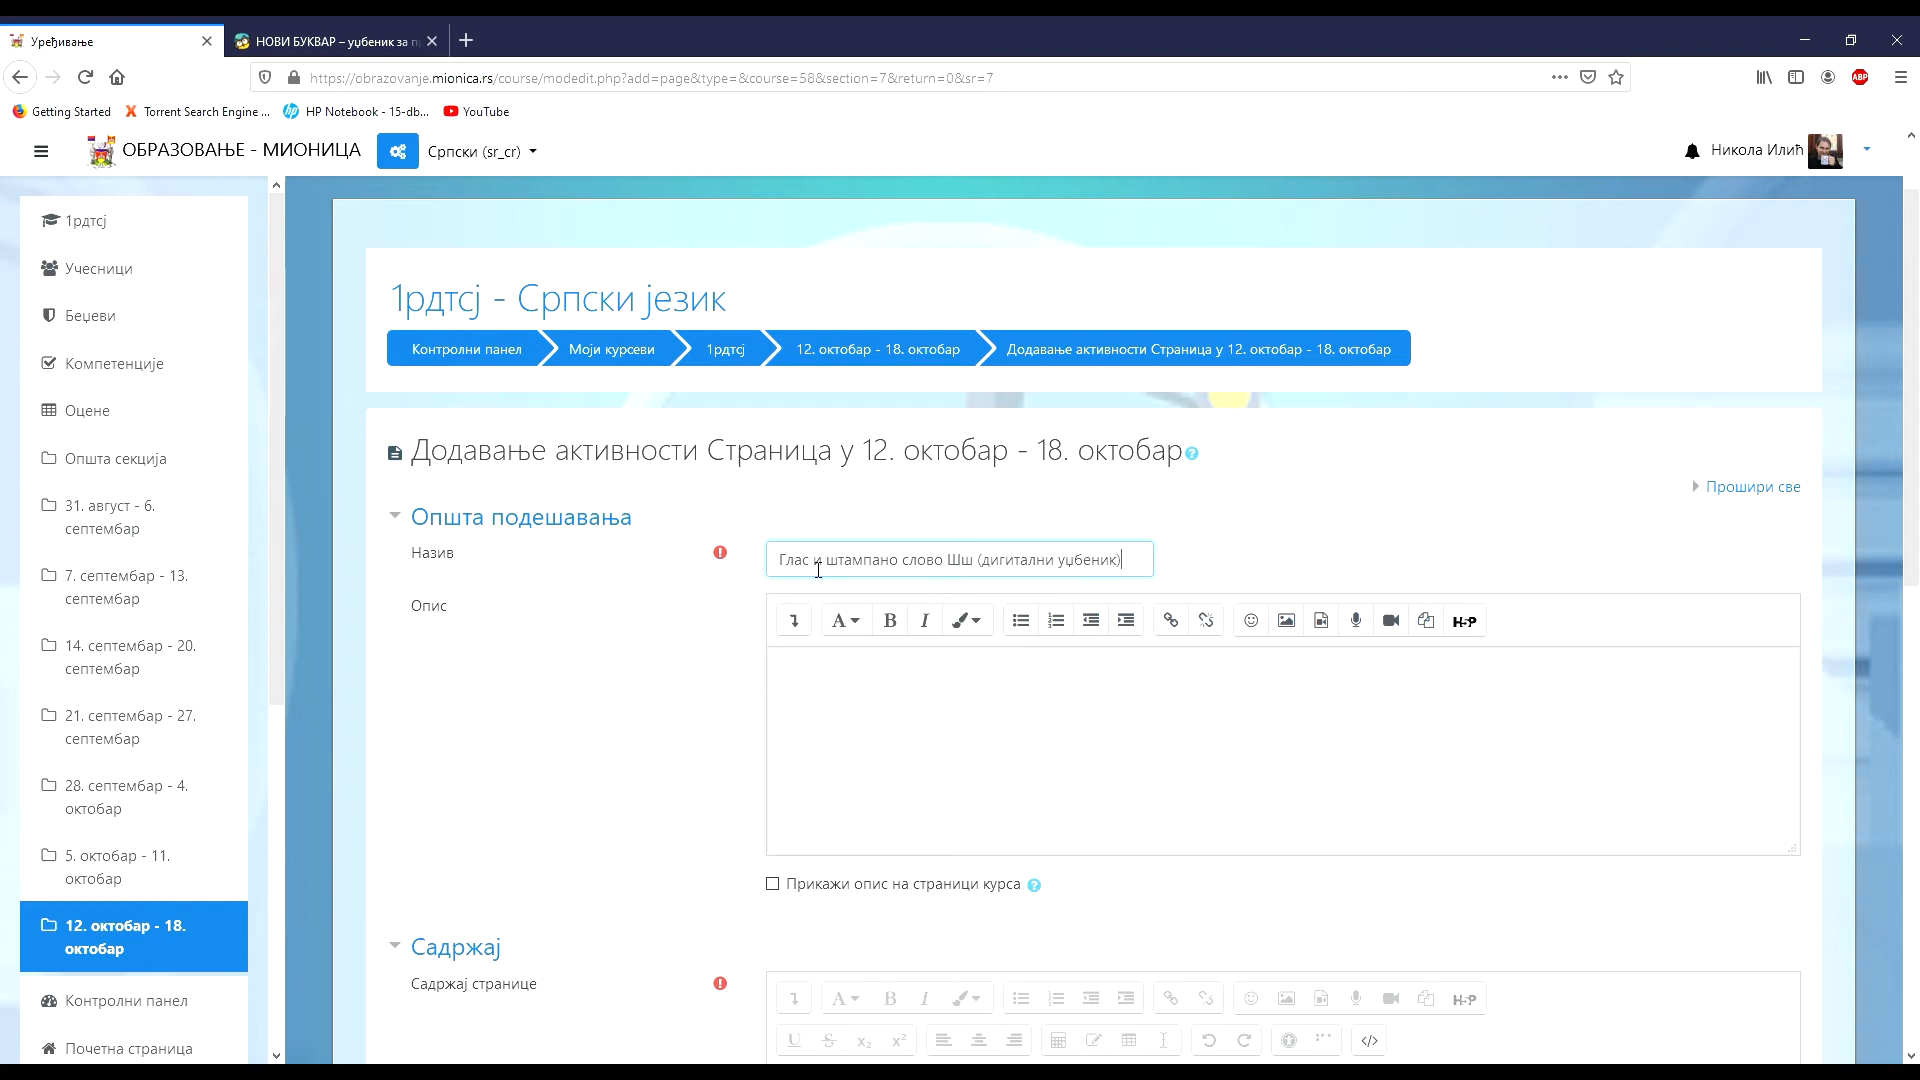 Уређивање
НОВИ БУКВАР – уџбеник за п
https://obrazovanje.mionica.rs/course/modedit.php?add=page&type=&course=58&section=7&return=0&sr=7
ABP
Getting Started
Torrent Search Engine ...
HP Notebook - 15-db...
YouTube
ОБРАЗОВАЊЕ - МИОНИЦА
Српски (sr_cr)
Никола Илић
1рдтсј
Учесници
Беџеви
Компетенције
Оцене
Општа секција
31. август - 6.
септембар
7. септембар - 13.
септембар
14. септембар - 20.
септембар
21. септембар - 27.
септембар
28. септембар - 4.
октобар
5. октобар - 11.
октобар
12. октобар - 18.
октобар
Контролни панел
Почетна страница
1рдтсј - Српски језик
Контролни панел
Моји курсеви
1рдтсј
12. октобар - 18. октобар
Додавање активности Страница у 12. октобар - 18. октобар
Додавање активности Страница у 12. октобар - 18. октобар
Прошири све
Општа подешавања
Назив
Глас и штампано слово Шш (дигитални уџбеник)
Опис
A B I H5P
Прикажи опис на страници курса
Садржај
Садржај странице
A B I H5P
U S x₂ x²